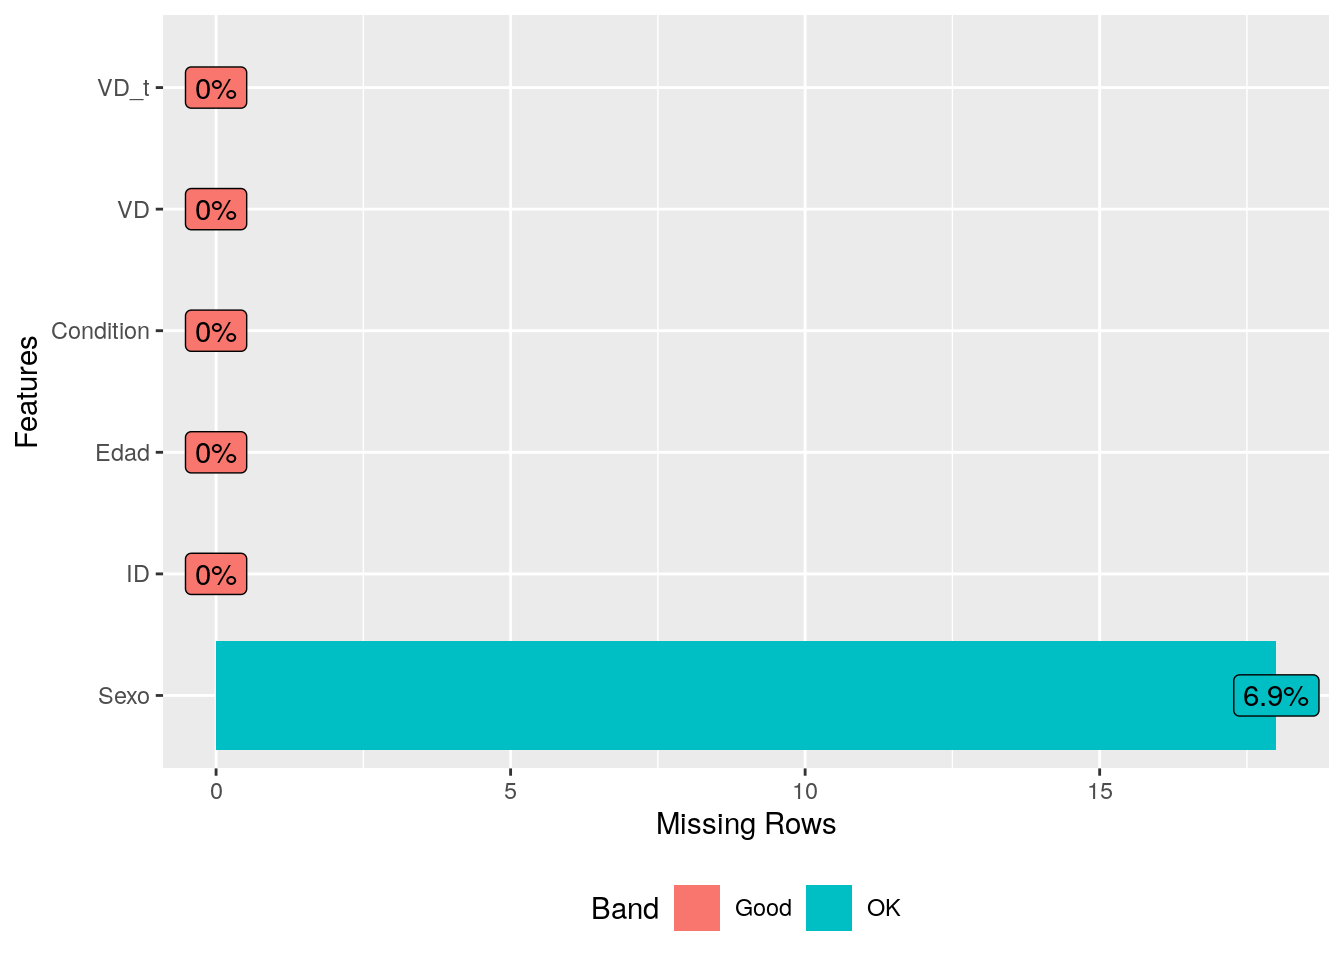 VD_t 0%
VD 0%
Condition 0%
Edad 0%
ID 0%
Sexo 6.9%
Features
0 5 10 15
Missing Rows
Band Good OK